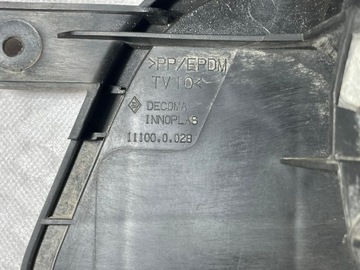 >PP/EPDM
TV10<
DECOMA
INNOPLAS
11100.0.028